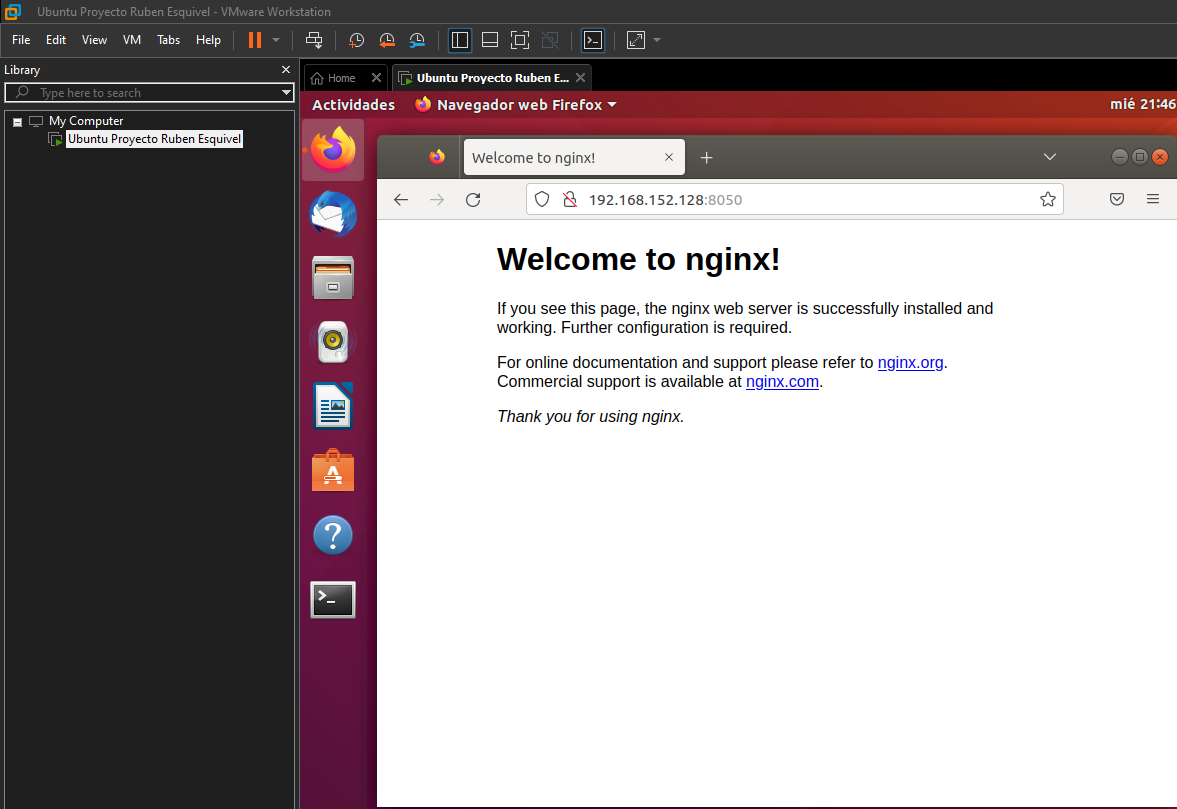 Ubuntu Proyecto Ruben Esquivel - VMware Workstation
File Edit View VM Tabs Help
Library
Type here to search
My Computer
Ubuntu Proyecto Ruben Esquivel
Home
Ubuntu Proyecto Ruben E...
Actividades
Navegador web Firefox
mié 21:46
Welcome to nginx!
192.168.152.128:8050
Welcome to nginx!
If you see this page, the nginx web server is successfully installed and
working. Further configuration is required.
For online documentation and support please refer to nginx.org.
Commercial support is available at nginx.com.
Thank you for using nginx.